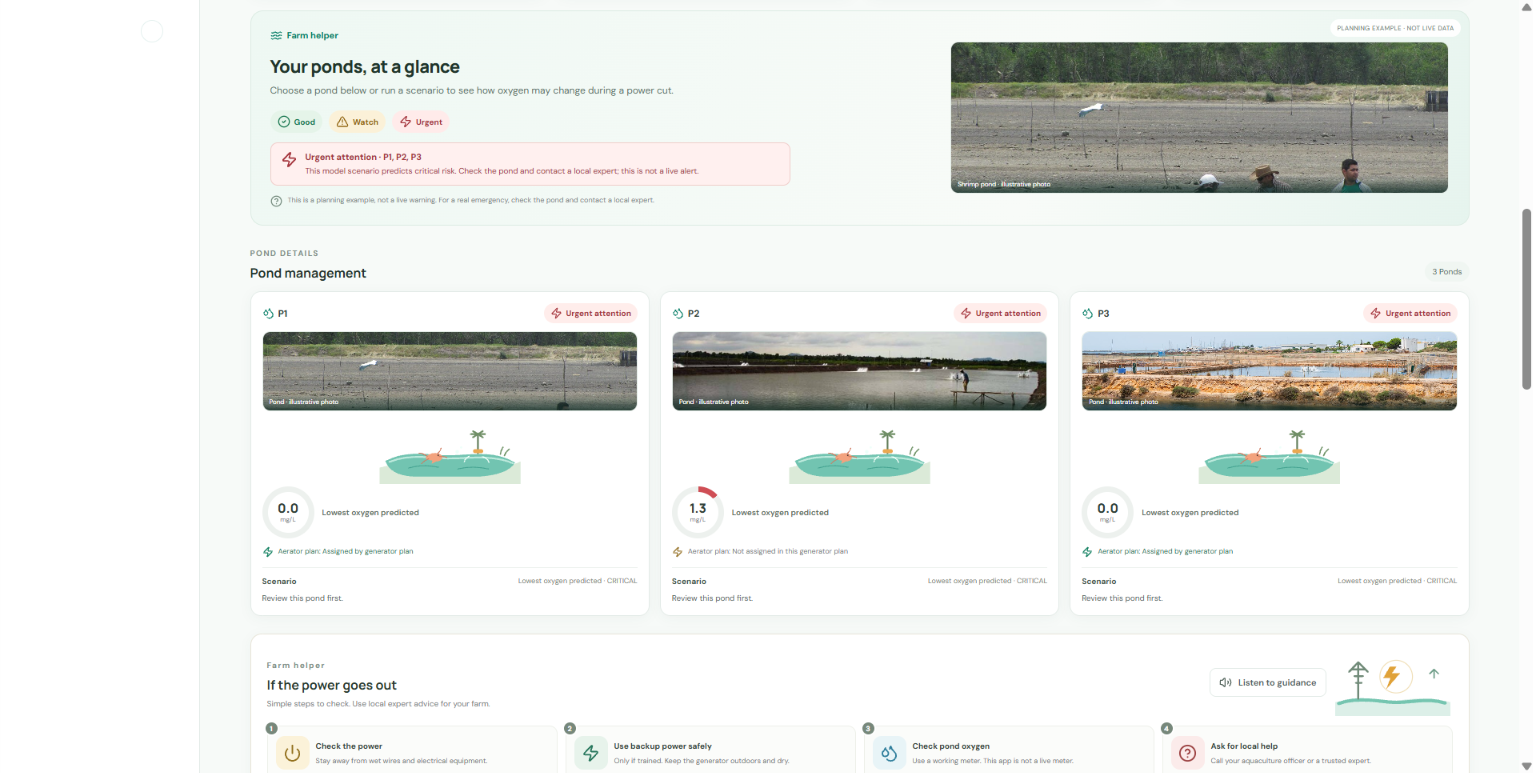 PLANNING EXAMPLE · NOT LIVE DATA
Farm helper
Your ponds, at a glance
Choose a pond below or run a scenario to see how oxygen may change during a power cut.
Good
Watch
Urgent
Urgent attention · P1, P2, P3
This model scenario predicts critical risk. Check the pond and contact a local expert; this is not a live alert.
This is a planning example, not a live warning. For a real emergency, check the pond and contact a local expert.
Shrimp pond · illustrative photo
POND DETAILS
Pond management
3 Ponds
P1
Urgent attention
Pond · illustrative photo
0.0
mg/L
Lowest oxygen predicted
Aerator plan: Assigned by generator plan
Scenario
Lowest oxygen predicted · CRITICAL
Review this pond first.
P2
Urgent attention
Pond · illustrative photo
1.3
mg/L
Lowest oxygen predicted
Aerator plan: Not assigned in this generator plan
Scenario
Lowest oxygen predicted · CRITICAL
Review this pond first.
P3
Urgent attention
Pond · illustrative photo
0.0
mg/L
Lowest oxygen predicted
Aerator plan: Assigned by generator plan
Scenario
Lowest oxygen predicted · CRITICAL
Review this pond first.
Farm helper
If the power goes out
Simple steps to check. Use local expert advice for your farm.
Listen to guidance
1
Check the power
Stay away from wet wires and electrical equipment.
2
Use backup power safely
Only if trained. Keep the generator outdoors and dry.
3
Check pond oxygen
Use a working meter. This app is not a live meter.
4
Ask for local help
Call your aquaculture officer or a trusted expert.